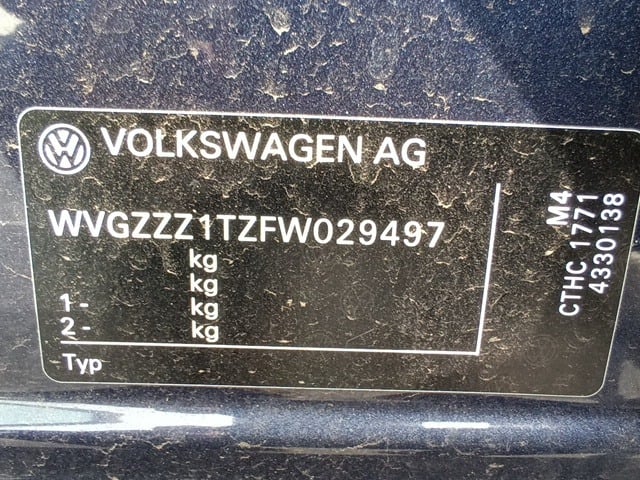 VOLKSWAGEN AG
WVGZZZ1TZFW029497
kg
kg
1- kg
2- kg
Typ
M4
CTHC 1771
4330138